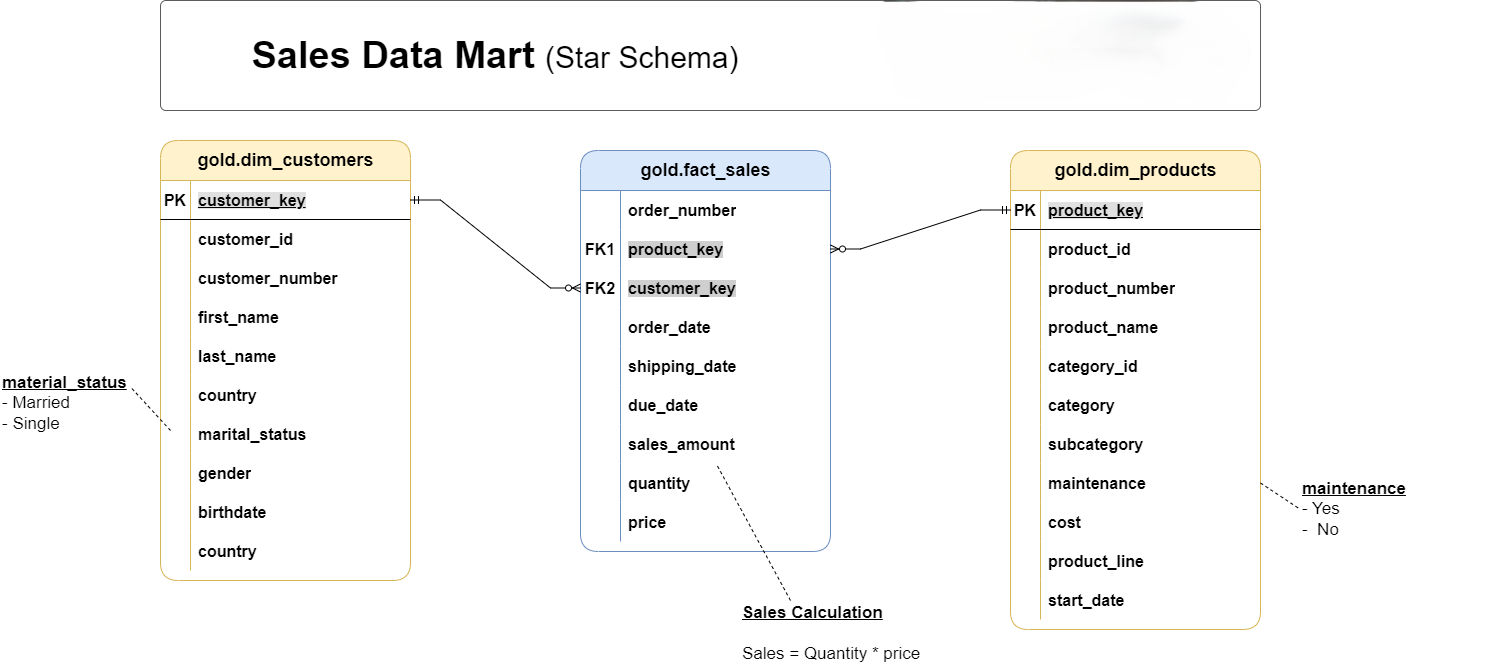 Sales Data Mart (Star Schema)
gold.dim_customers
PK customer_key
customer_id
customer_number
first_name
last_name
country
marital_status
gender
birthdate
country
material_status
- Married
- Single
gold.fact_sales
order_number
FK1 product_key
FK2 customer_key
order_date
shipping_date
due_date
sales_amount
quantity
price
Sales Calculation
Sales = Quantity * price
gold.dim_products
PK product_key
product_id
product_number
product_name
category_id
category
subcategory
maintenance
cost
product_line
start_date
maintenance
- Yes
- No